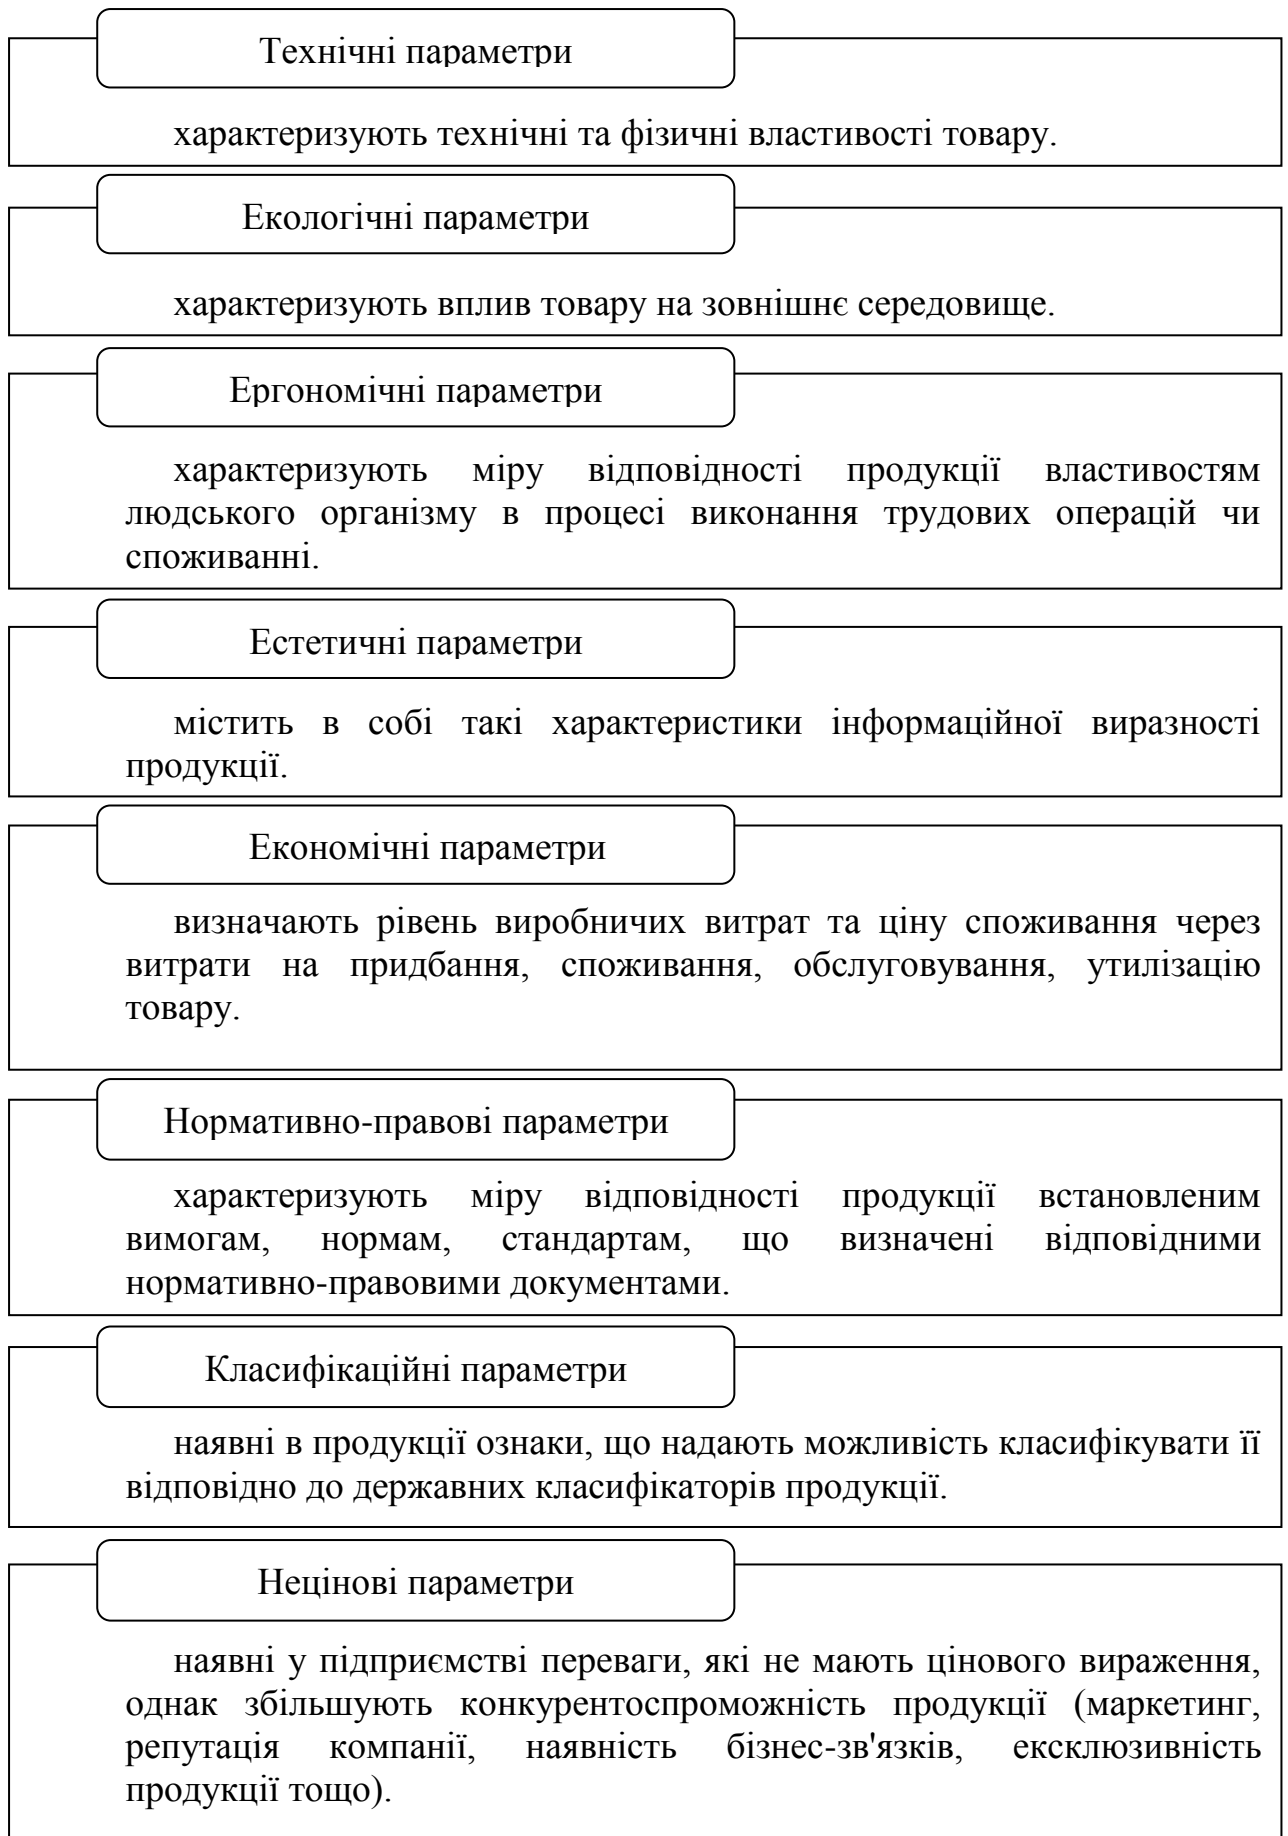 Технічні параметри
характеризують технічні та фізичні властивості товару.
Екологічні параметри
характеризують вплив товару на зовнішнє середовище.
Ергономічні параметри
характеризують міру відповідності продукції властивостям
людського організму в процесі виконання трудових операцій чи
споживанні.
Естетичні параметри
містить в собі такі характеристики інформаційної виразності
продукції.
Економічні параметри
визначають рівень виробничих витрат та ціну споживання через
витрати на придбання, споживання, обслуговування, утилізацію
товару.
Нормативно-правові параметри
характеризують міру відповідності продукції встановленим
вимогам, нормам, стандартам, що визначені відповідними
нормативно-правовими документами.
Класифікаційні параметри
наявні в продукції ознаки, що надають можливість класифікувати її
відповідно до державних класифікаторів продукції.
Нецінові параметри
наявні у підприємстві переваги, які не мають цінового вираження,
однак збільшують конкурентоспроможність продукції (маркетинг,
репутація компанії, наявність бізнес-зв'язків, ексклюзивність
продукції тощо).